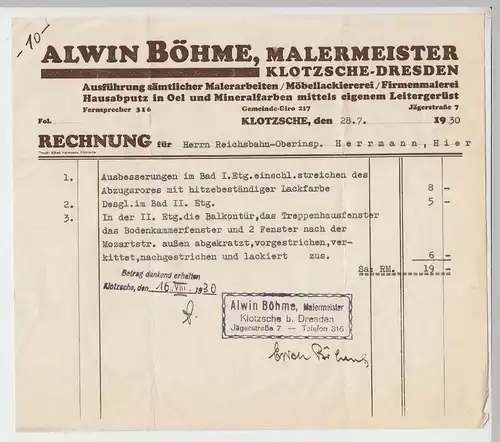 -10-
ALWIN BÖHME, MALERMEISTER
KLOTZSCHE-DRESDEN
Ausführung sämtlicher Malerarbeiten / Möbellackiererei / Firmenmalerei
Hausabputz in Oel und Mineralfarben mittels eigenem Leitergerüst
Fernsprecher 316 Gemeinde-Giro 217 Jägerstraße 7
Fol. KLOTZSCHE, den 28.7. 1930
RECHNUNG für Herrn Reichsbahn-Oberinsp. Herrmann, Hier
1. Ausbesserungen im Bad I.Etg.einschl.streichen des
Abzugsrores mit hitzebeständiger Lackfarbe 8 -
2. Desgl.im Bad II. Etg. 5 -
3. In der II. Etg.die Balkontür,das Treppenhausfenster
das Bodenkammerfenster und 2 Fenster nach der
Mozartstr. außen abgekratzt,vorgestrichen,ver-
kittet,nachgestrichen und lackiert zus. 6 -
Sa: RM. 19 -
Betrag dankend erhalten
Klotzsche, den 16. VIII. 1930
Alwin Böhme, Malermeister
Klotzsche b. Dresden
Jägerstraße 7 — Telefon 316
Erich Böhme